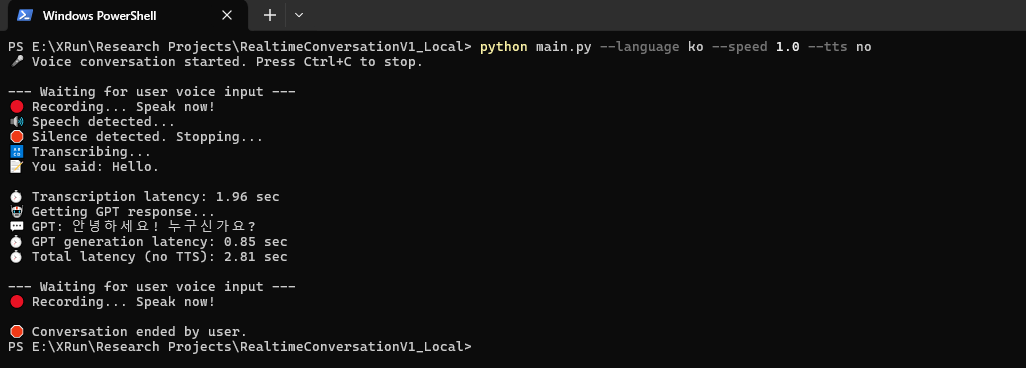 Windows PowerShell
PS E:\XRun\Research Projects\RealtimeConversationV1_Local> python main.py --language ko --speed 1.0 --tts no
🎤 Voice conversation started. Press Ctrl+C to stop.
--- Waiting for user voice input ---
🔴 Recording... Speak now!
🔊 Speech detected...
🛑 Silence detected. Stopping...
🔠 Transcribing...
📝 You said: Hello.
⏱ Transcription latency: 1.96 sec
🤖 Getting GPT response...
💬 GPT: 안녕하세요! 누구신가요?
⏱ GPT generation latency: 0.85 sec
⏱ Total latency (no TTS): 2.81 sec
--- Waiting for user voice input ---
🔴 Recording... Speak now!
🛑 Conversation ended by user.
PS E:\XRun\Research Projects\RealtimeConversationV1_Local>